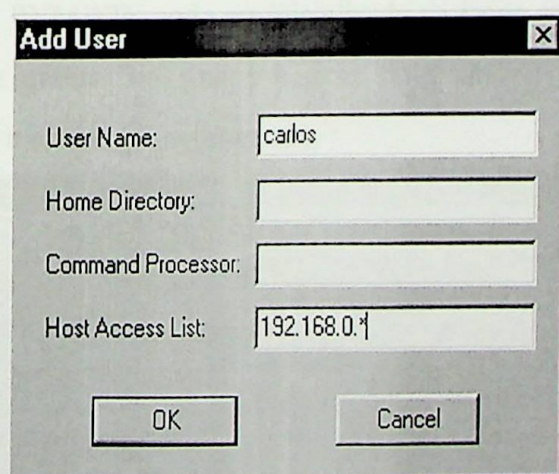 Add User
User Name: carlos
Home Directory:
Command Processor:
Host Access List: 192.168.0.*
OK Cancel